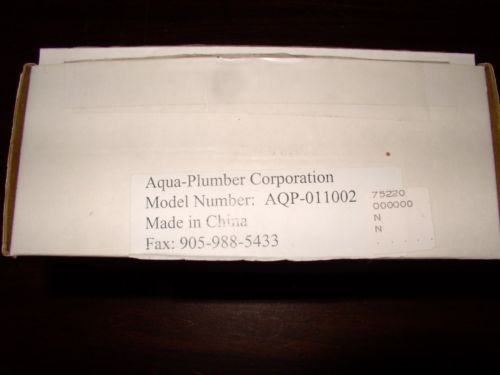 Aqua-Plumber Corporation
Model Number: AQP-011002
Made in China
Fax: 905-988-5433
75220
000000
N
N